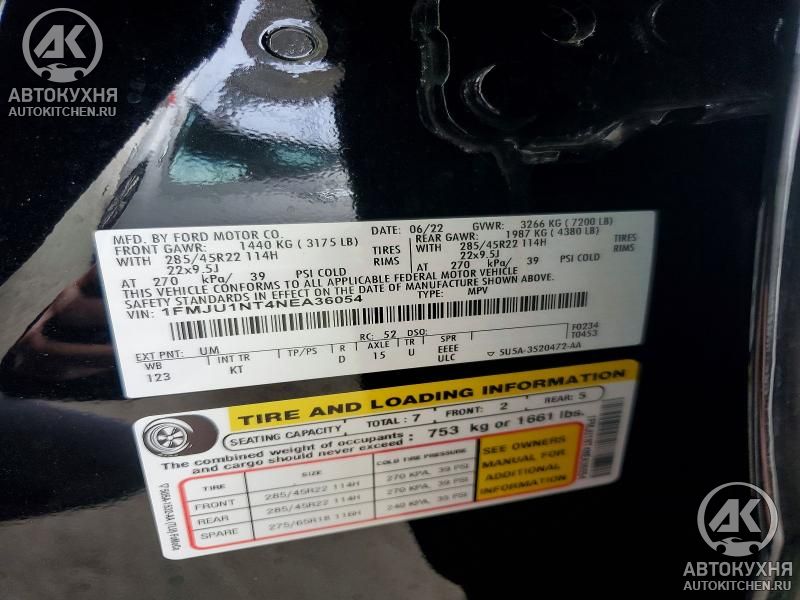 АК
АВТОКУХНЯ
AUTOKITCHEN.RU
MFD. BY FORD MOTOR CO.
DATE: 06/22 GVWR: 3266 KG (7200 LB)
FRONT GAWR: 1440 KG (3175 LB)
REAR GAWR: 1987 KG (4380 LB)
WITH 285/45R22 114H TIRES
WITH 285/45R22 114H TIRES
22x9.5J RIMS
22x9.5J RIMS
AT 270 kPa/ 39 PSI COLD
AT 270 kPa/ 39 PSI COLD
THIS VEHICLE CONFORMS TO ALL APPLICABLE FEDERAL MOTOR VEHICLE
SAFETY STANDARDS IN EFFECT ON THE DATE OF MANUFACTURE SHOWN ABOVE.
VIN: 1FMJU1NT4NEA36054
TYPE: MPV
F0234
T0453
EXT PNT: UM RC: 52 DSO:
WB INT TR TP/PS R AXLE TR SPR
123 KT D 15 U EEEE
ULC
5U5A-3520472-AA
TIRE AND LOADING INFORMATION
SEATING CAPACITY TOTAL: 7 FRONT: 2 REAR: 5
The combined weight of occupants
and cargo should never exceed: 753 kg or 1661 lbs.
TIRE SIZE COLD TIRE PRESSURE
FRONT 285/45R22 114H 270 KPA, 39 PSI
REAR 285/45R22 114H 270 KPA, 39 PSI
SPARE 275/65R18 116H 240 KPA, 35 PSI
SEE OWNERS
MANUAL FOR
ADDITIONAL
INFORMATION
АК
АВТОКУХНЯ
AUTOKITCHEN.RU